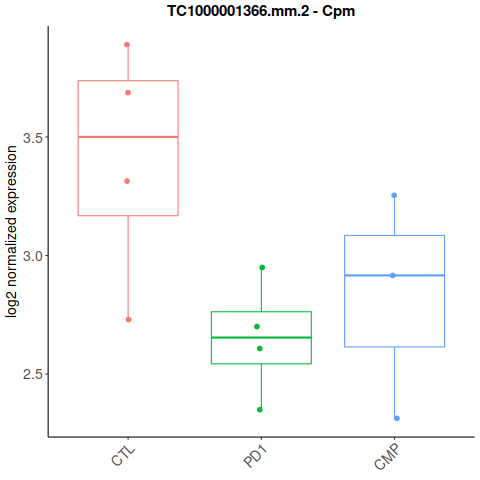 TC1000001366.mm.2 - Cpm
log2 normalized expression
3.5
3.0
2.5
CTL
PD1
CMP